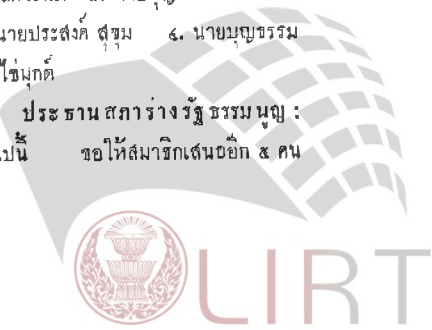 นายประสงค์ สุขุม ๔. นายบุญธรรม
ไข่มุกด์
ประธานสภาร่างรัฐธรรมนูญ :
ไปนี้ ขอให้สมาชิกเสนออีก ๕ คน
LIRT